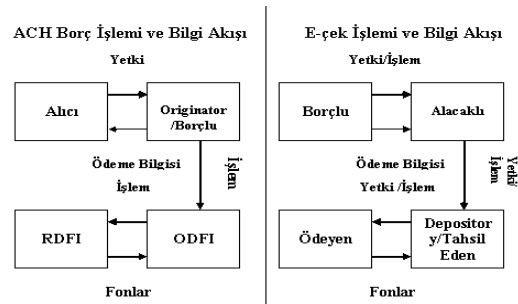 ACH Borç İşlemi ve Bilgi Akışı
Yetki
Alıcı
Originator
/Borçlu
Ödeme Bilgisi
İşlem
İşlem
RDFI
ODFI
Fonlar
E-çek İşlemi ve Bilgi Akışı
Yetki/İşlem
Borçlu
Alacaklı
Ödeme Bilgisi
Yetki /İşlem
Yetki/
İşlem
Ödeyen
Depositor
y/Tahsil
Eden
Fonlar